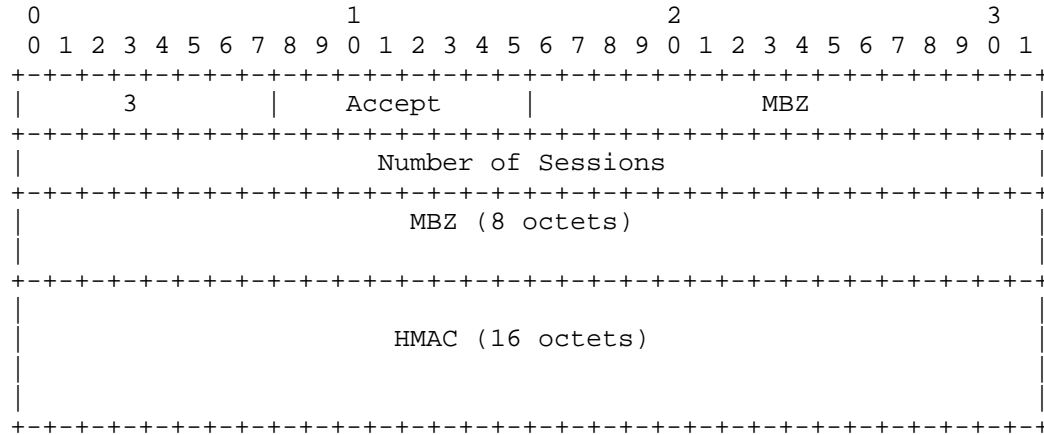 0                   1                   2                   3
0 1 2 3 4 5 6 7 8 9 0 1 2 3 4 5 6 7 8 9 0 1 2 3 4 5 6 7 8 9 0 1
3 Accept MBZ
Number of Sessions
MBZ (8 octets)
HMAC (16 octets)